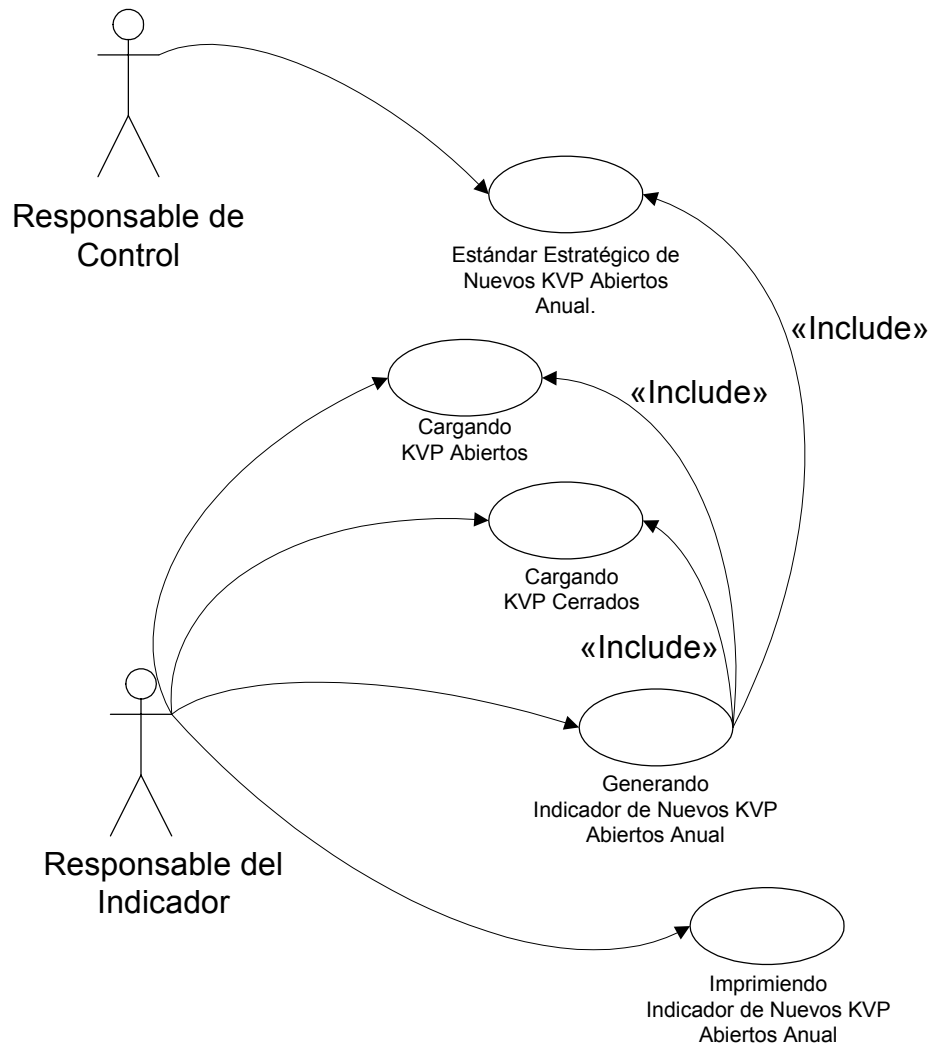 Responsable de
Control
Estándar Estratégico de
Nuevos KVP Abiertos
Anual.
«Include»
«Include»
Cargando
KVP Abiertos
Cargando
KVP Cerrados
«Include»
Generando
Indicador de Nuevos KVP
Abiertos Anual
Responsable del
Indicador
Imprimiendo
Indicador de Nuevos KVP
Abiertos Anual